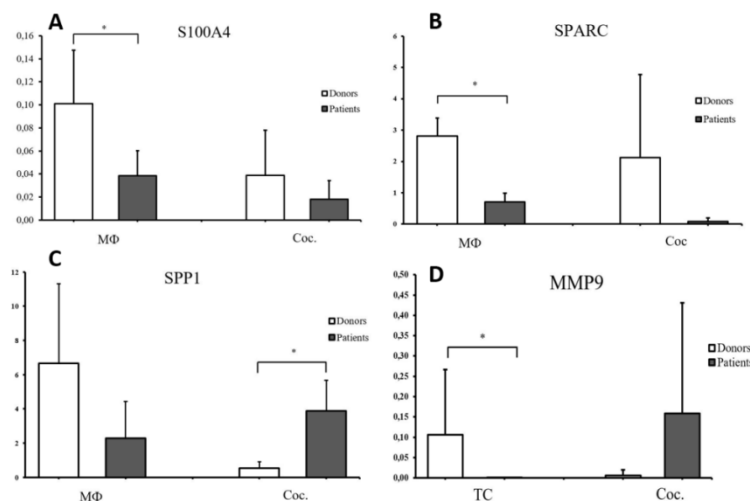 A
S100A4
*
0,16
0,14
0,12
0,10
0,08
0,06
0,04
0,02
0,00
Donors
Patients
МФ
Coc.
B
SPARC
*
6
5
4
3
2
1
0
Donors
Patients
МФ
Coc
C
SPP1
*
12
10
8
6
4
2
0
Donors
Patients
МФ
Coc.
D
MMP9
*
0,50
0,45
0,40
0,35
0,30
0,25
0,20
0,15
0,10
0,05
0,00
Donors
Patients
TC
Coc.